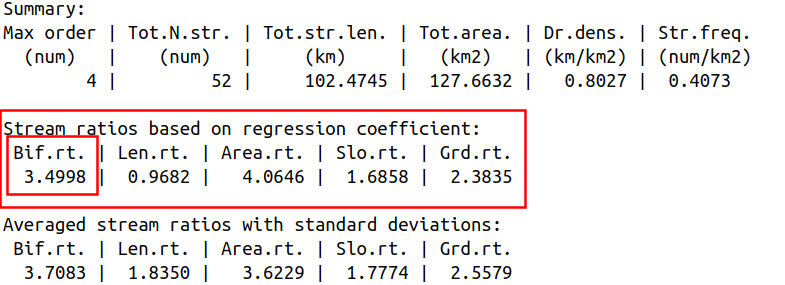 Summary:
Max order | Tot.N.str. | Tot.str.len. | Tot.area. | Dr.dens. | Str.freq.
(num) | (num) | (km) | (km2) | (km/km2) | (num/km2)
4 | 52 | 102.4745 | 127.6632 | 0.8027 | 0.4073
Stream ratios based on regression coefficient:
Bif.rt. | Len.rt. | Area.rt. | Slo.rt. | Grd.rt.
3.4998 | 0.9682 | 4.0646 | 1.6858 | 2.3835
Averaged stream ratios with standard deviations:
Bif.rt. | Len.rt. | Area.rt. | Slo.rt. | Grd.rt.
3.7083 | 1.8350 | 3.6229 | 1.7774 | 2.5579